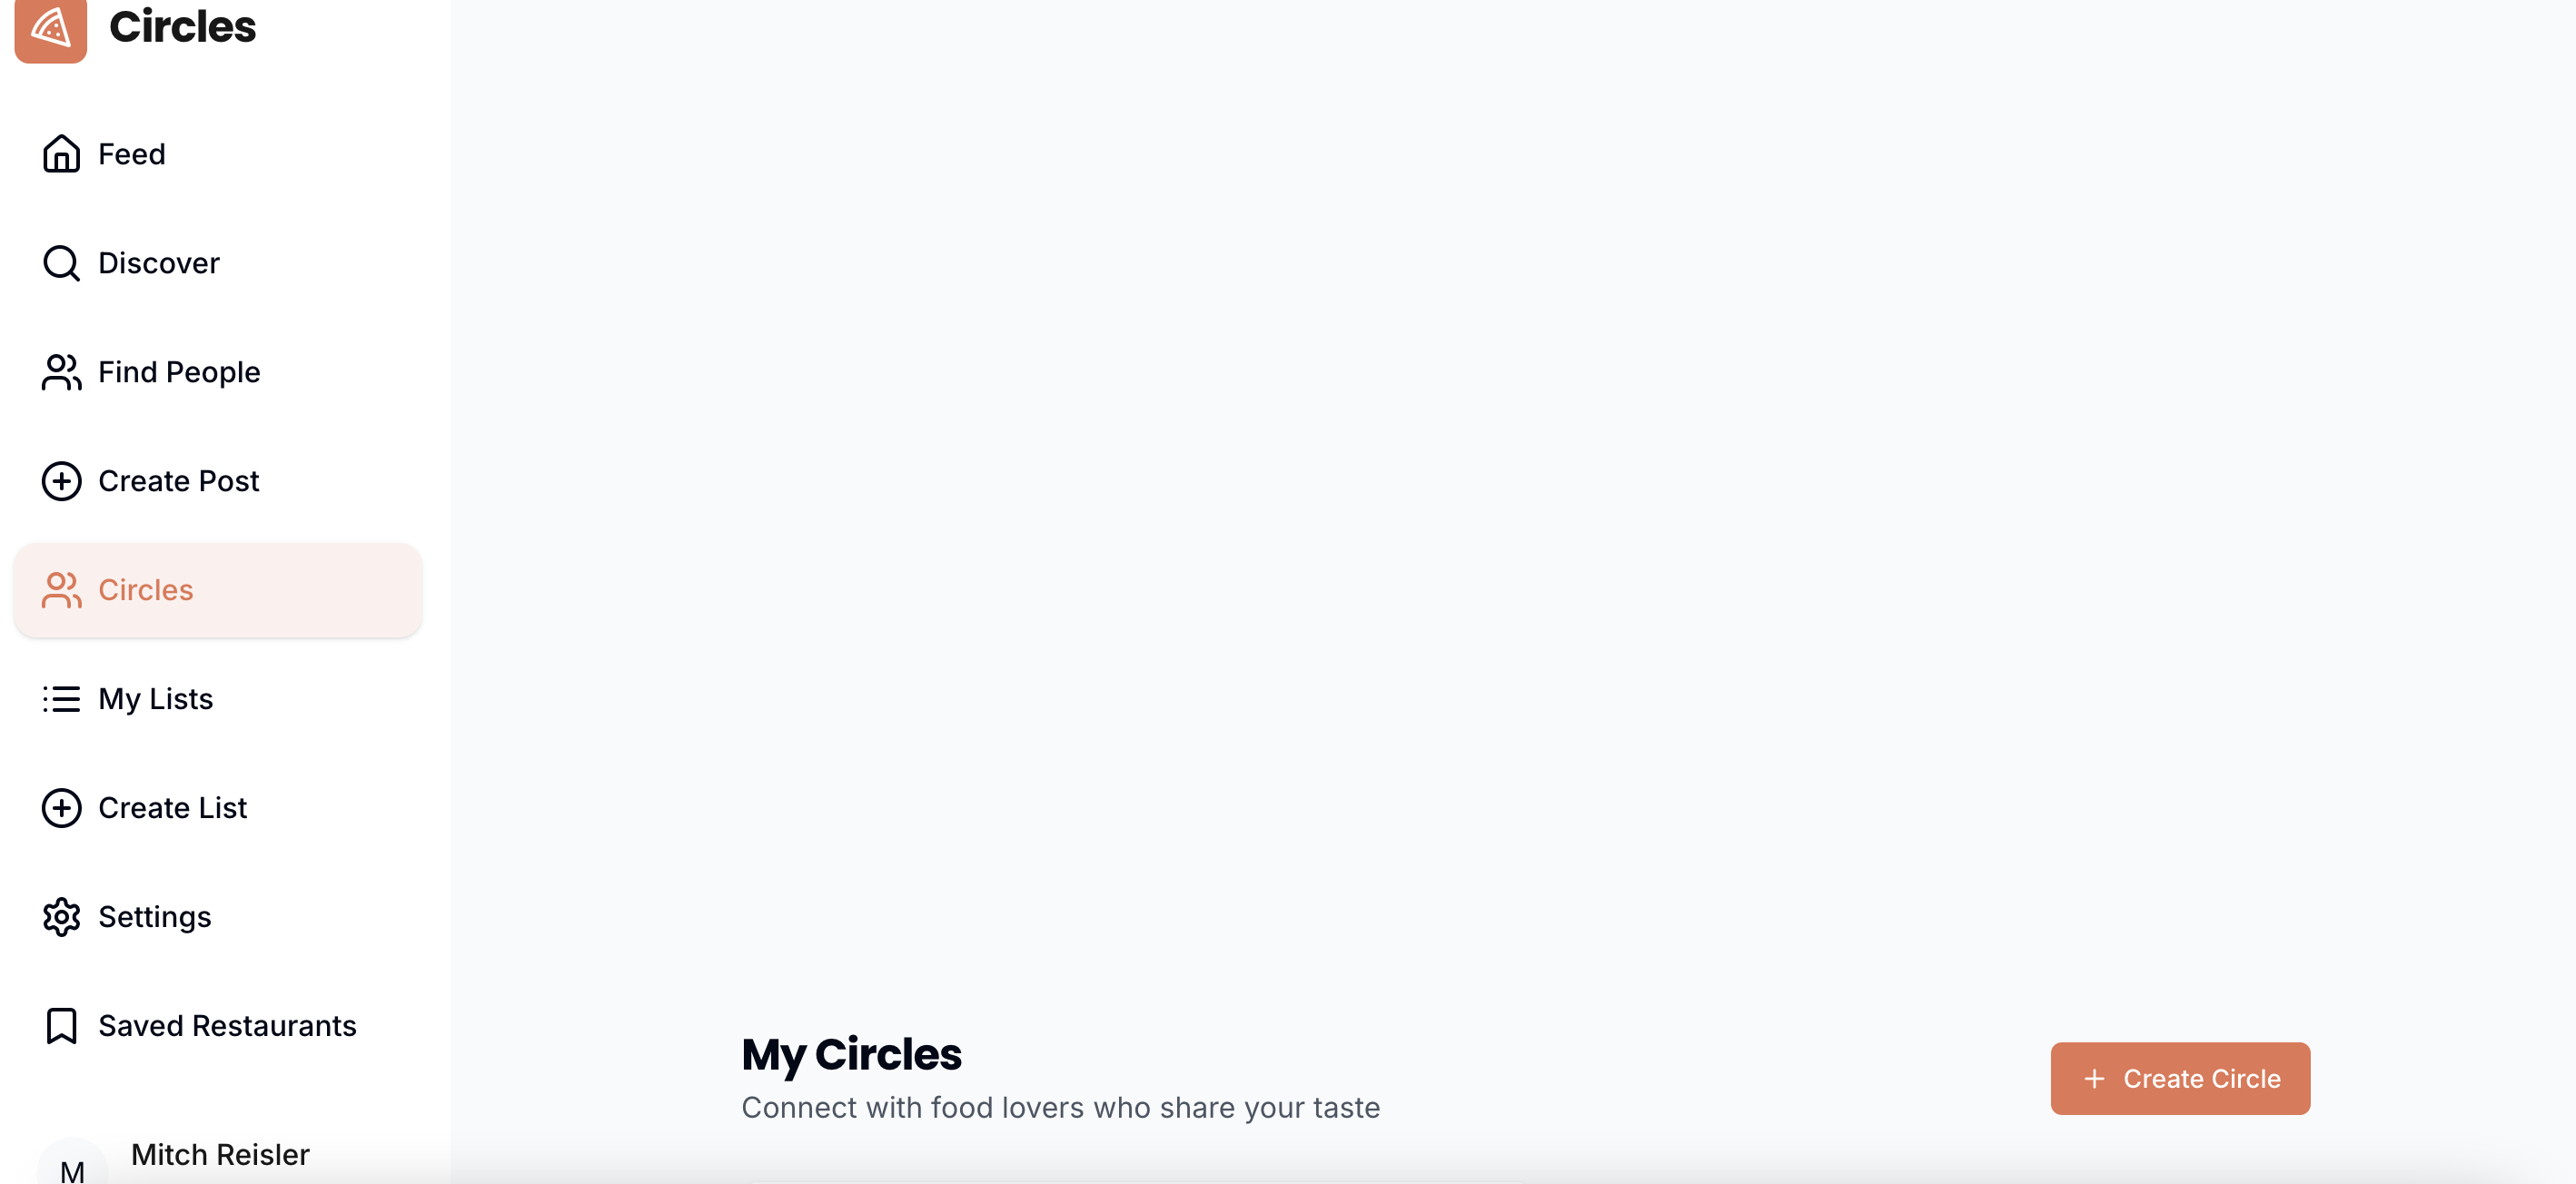 Circles
Feed
Discover
Find People
Create Post
Circles
My Lists
Create List
Settings
Saved Restaurants
Mitch Reisler
M
My Circles
Connect with food lovers who share your taste
Create Circle